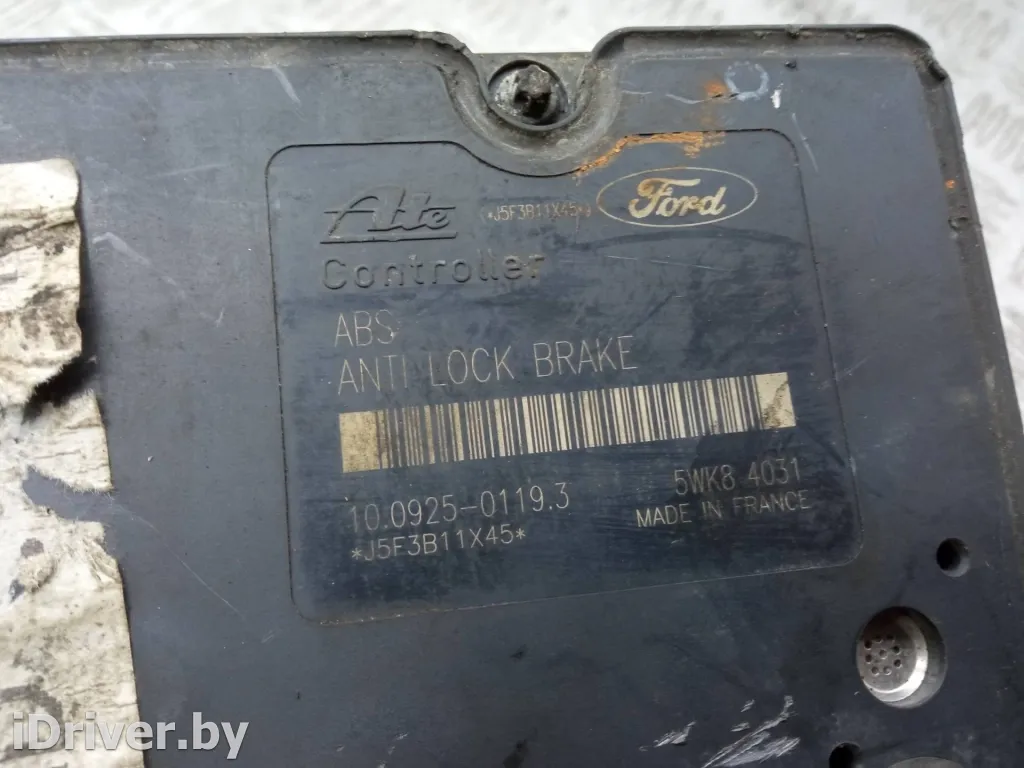 Ate *J5F3B11X45* Ford
Controller
ABS
ANTI LOCK BRAKE
10.0925-0119.3 5WK8 4031
*J5F3B11X45* MADE IN FRANCE
iDriver.by